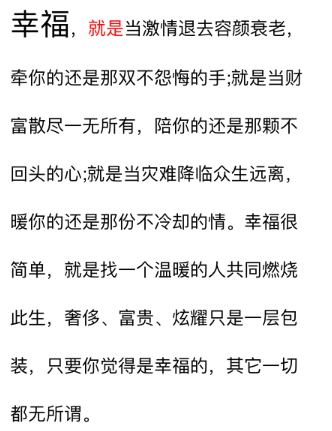 幸福，就是当激情退去容颜衰老，
牵你的还是那双不怨悔的手;就是当财
富散尽一无所有，陪你的还是那颗不
回头的心;就是当灾难降临众生远离，
暖你的还是那份不冷却的情。幸福很
简单，就是找一个温暖的人共同燃烧
此生，奢侈、富贵、炫耀只是一层包
装，只要你觉得是幸福的，其它一切
都无所谓。